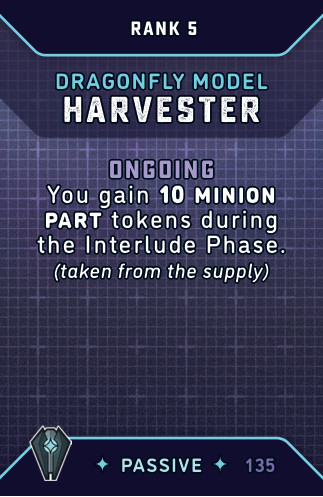 RANK 5
DRAGONFLY MODEL
HARVESTER
ONGOING
You gain 10 MINION
PART tokens during
the Interlude Phase.
(taken from the supply)
PASSIVE 135